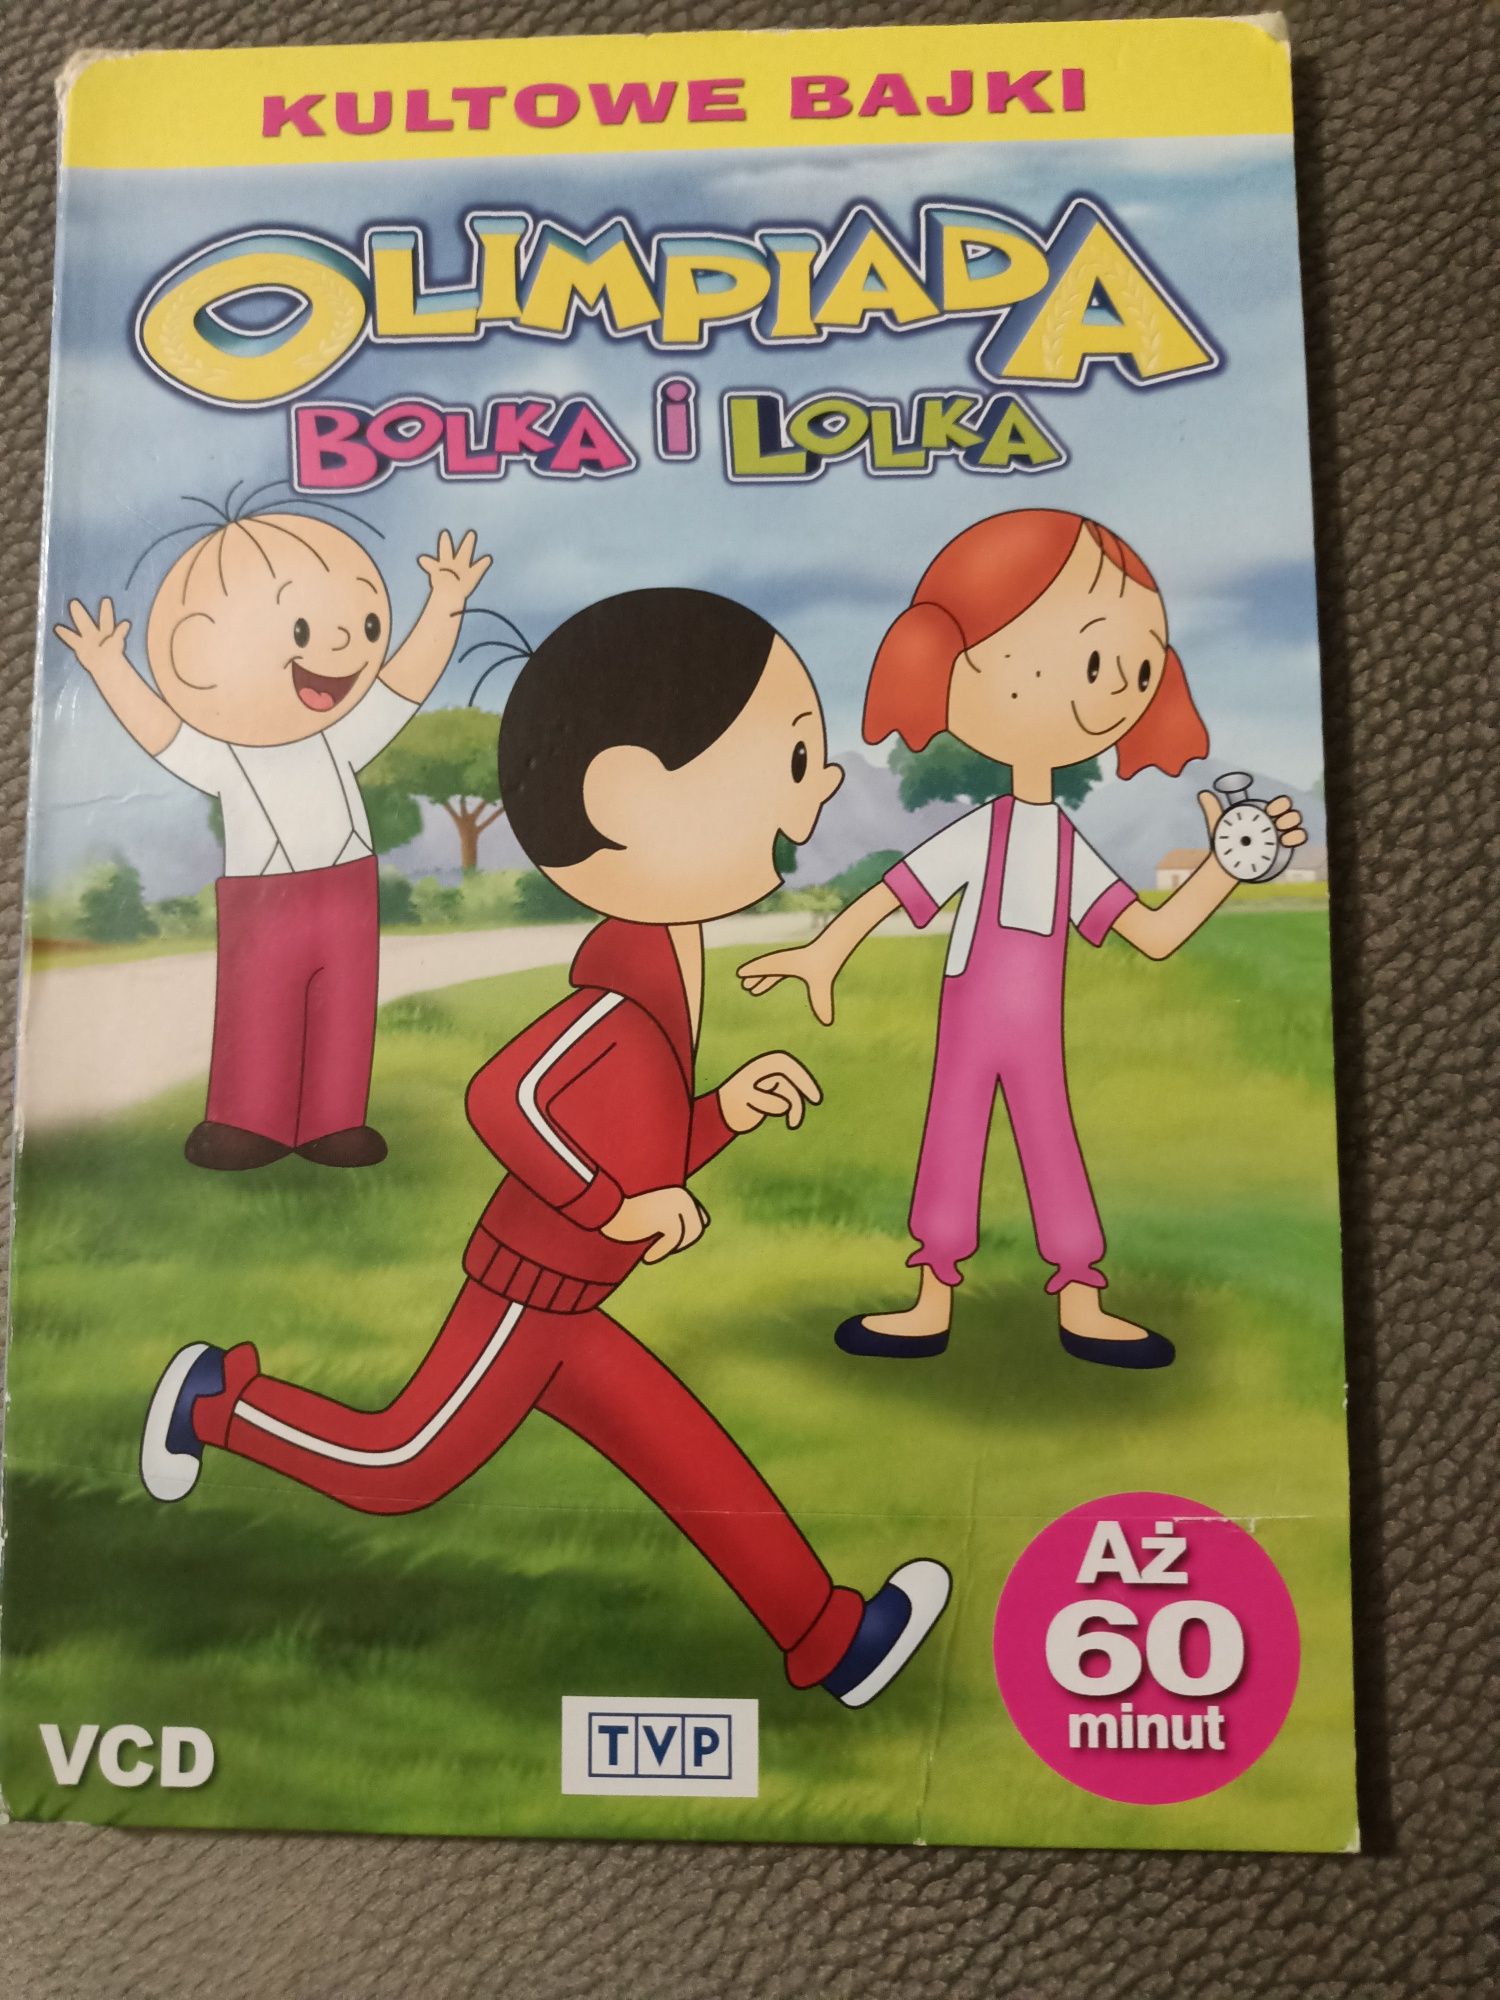 KULTOWE BAJKI
OLIMPIADA
BOLKA i LOLKA
Aż
60
minut
VCD
TVP